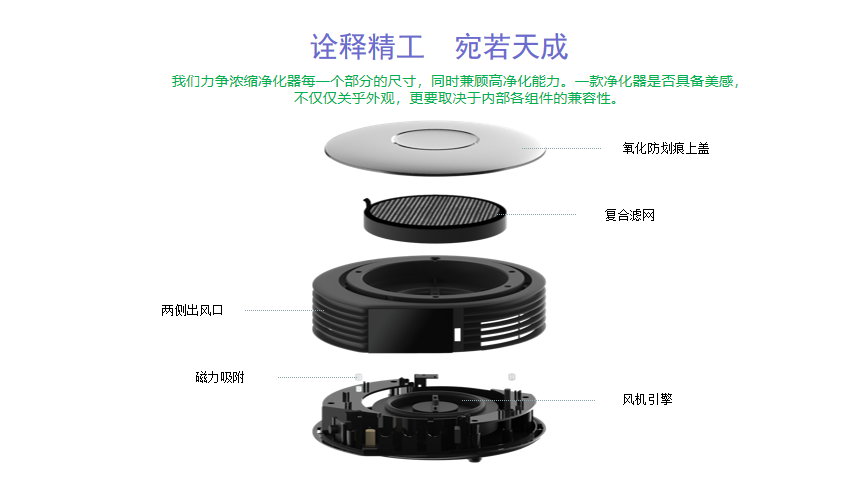 诠释精工 宛若天成
我们力争浓缩净化器每一个部分的尺寸，同时兼顾高净化能力。一款净化器是否具备美感，
不仅仅关乎外观，更要取决于内部各组件的兼容性。
氧化防划痕上盖
复合滤网
两侧出风口
磁力吸附
风机引擎